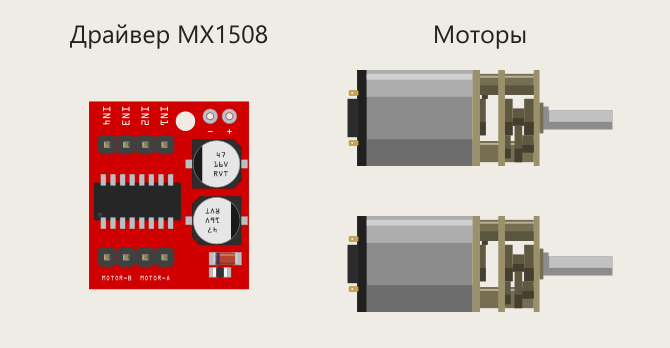 Драйвер MX1508
Моторы
IN4 IN3 IN2 IN1
- +
47
16V
RVT
47
16V
RVT
MOTOR-B MOTOR-A